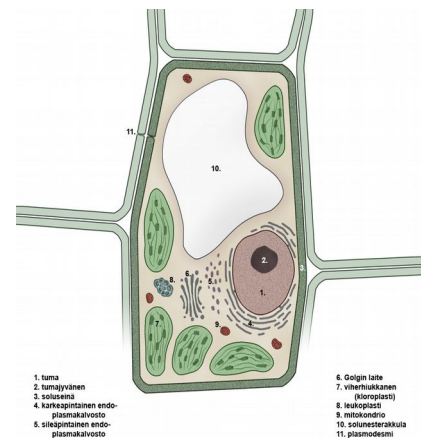 11.
10.
2.
3.
6.
8.
5.
1.
4.
7.
9.
1. tuma
2. tumajyvänen
3. soluseinä
4. karkeapintainen endo-
plasmakalvosto
5. sileäpintainen endo-
plasmakalvosto
6. Golgin laite
7. viherhiukkanen
(kloroplasti)
8. leukoplasti
9. mitokondrio
10. solunesterakkula
11. plasmodesmi